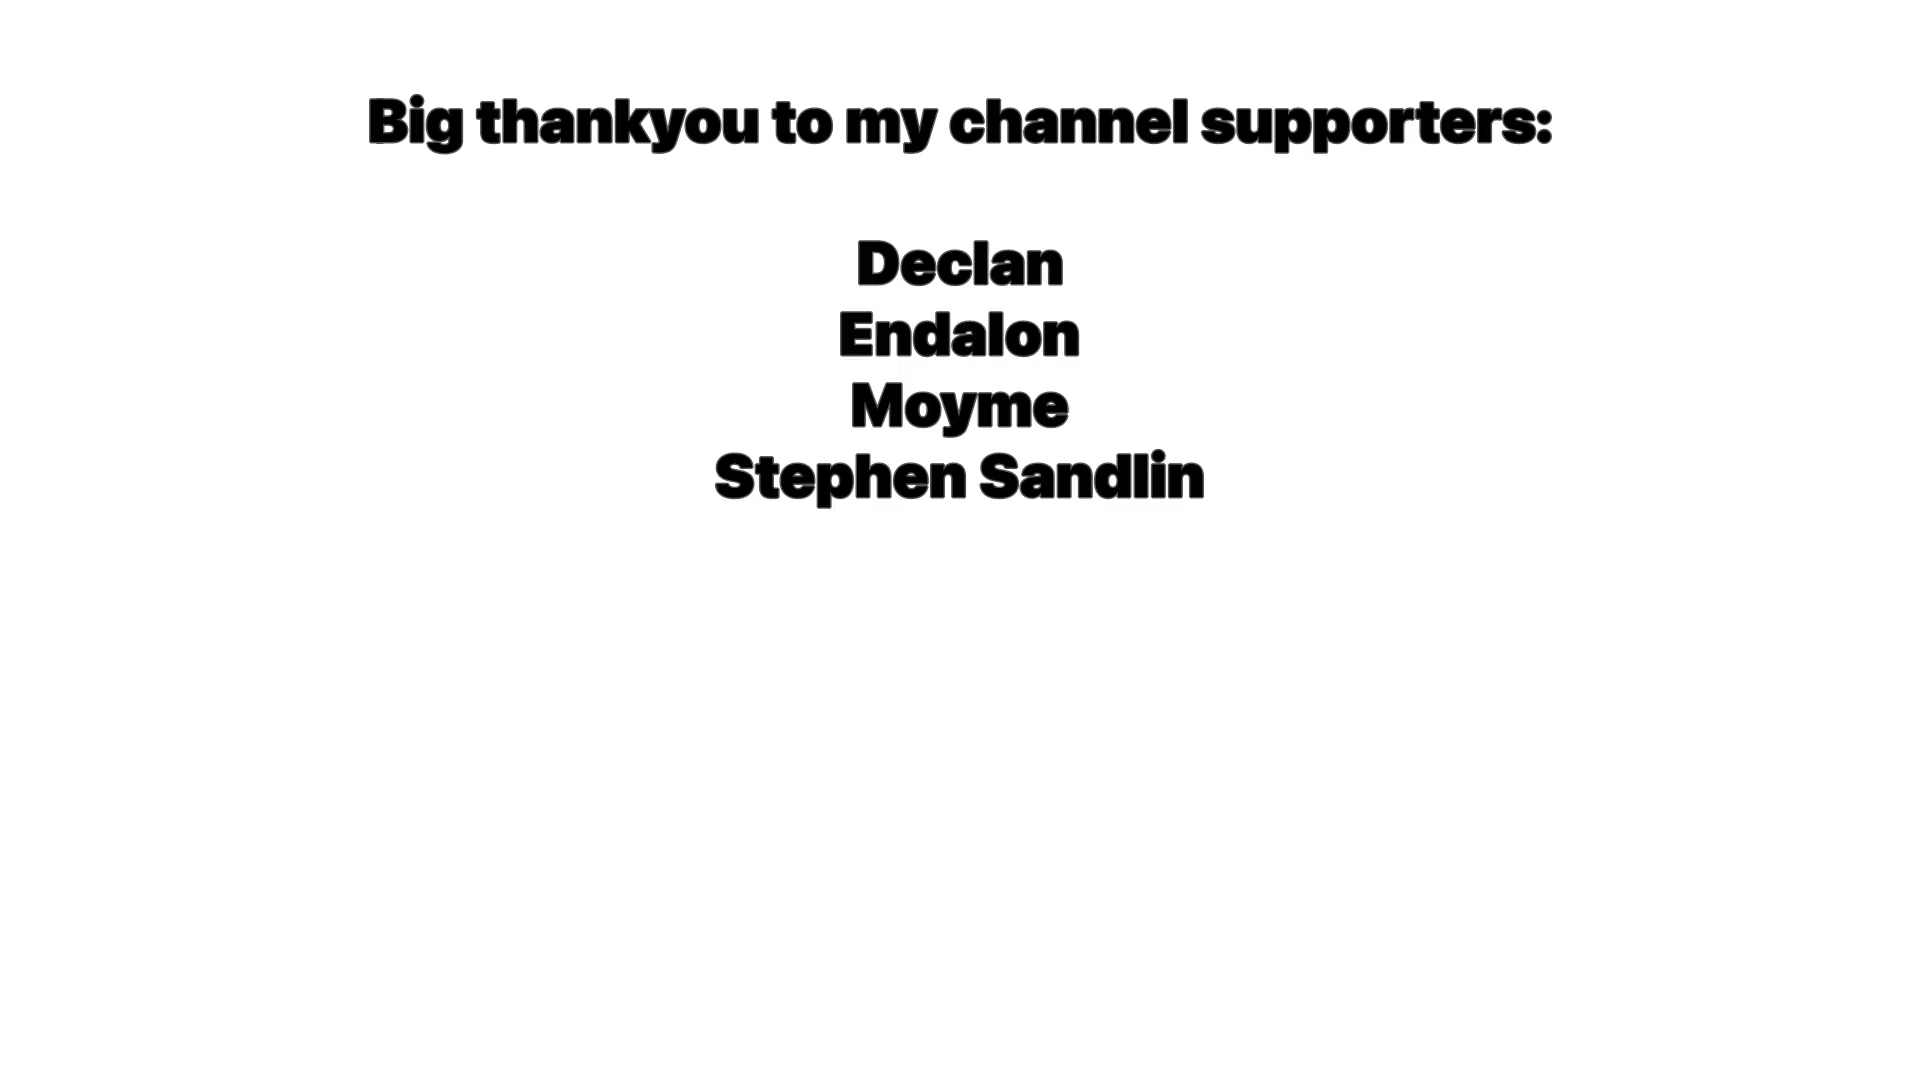 Big thankyou to my channel supporters:
Declan
Endalon
Moyme
Stephen Sandlin